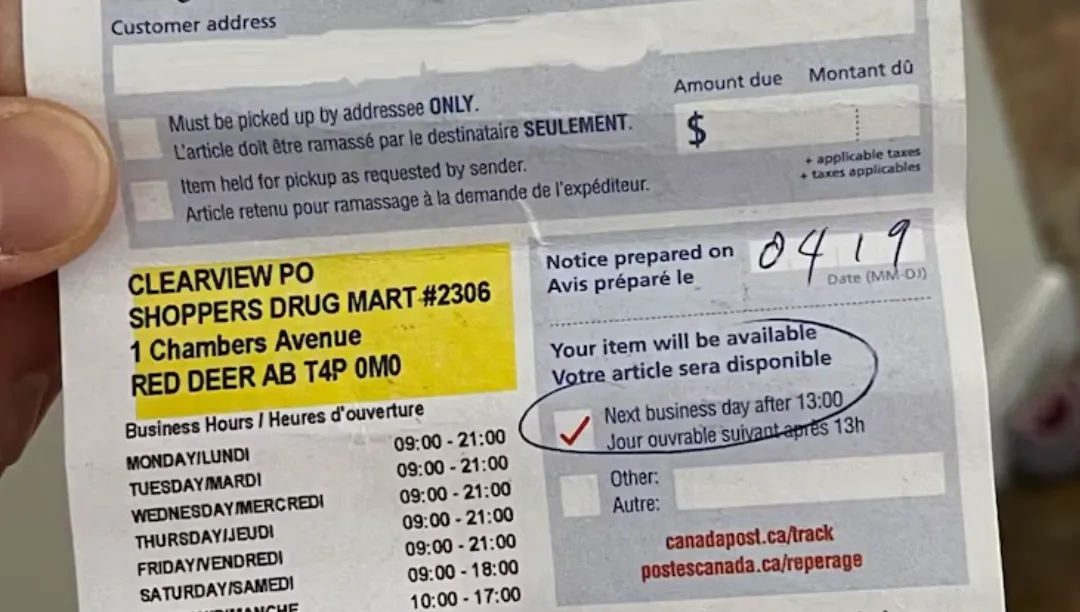 Customer address
Must be picked up by addressee ONLY.
L'article doit être ramassé par le destinataire SEULEMENT.
Item held for pickup as requested by sender.
Article retenu pour ramassage à la demande de l'expéditeur.
Amount due Montant dû
$
+ applicable taxes
+ taxes applicables
CLEARVIEW PO
SHOPPERS DRUG MART #2306
1 Chambers Avenue
RED DEER AB T4P 0M0
Business Hours / Heures d'ouverture
MONDAY/LUNDI 09:00 - 21:00
TUESDAY/MARDI 09:00 - 21:00
WEDNESDAY/MERCREDI 09:00 - 21:00
THURSDAY/JEUDI 09:00 - 21:00
FRIDAY/VENDREDI 09:00 - 21:00
SATURDAY/SAMEDI 09:00 - 18:00
DIMANCHE 10:00 - 17:00
Notice prepared on 04 19
Avis préparé le
Date (MM-DJ)
Your item will be available
Votre article sera disponible
✓ Next business day after 13:00
Jour ouvrable suivant après 13h
Other:
Autre:
canadapost.ca/track
postescanada.ca/reperage